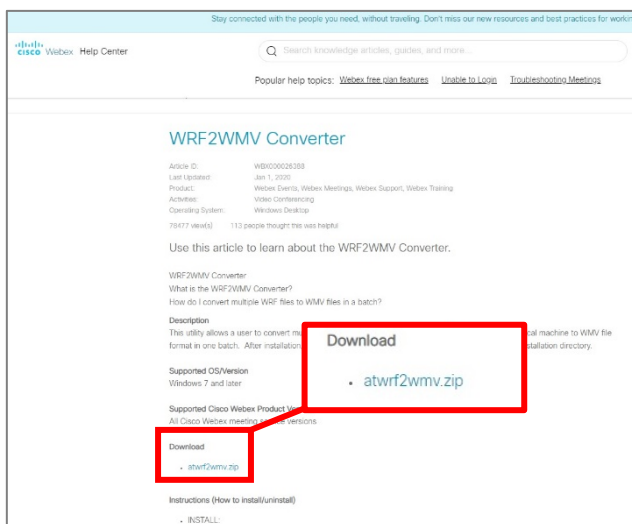 Stay connected with the people you need, without traveling. Don't miss our new resources and best practices for workin
CISCO Webex Help Center
Search knowledge articles, guides, and more...
Popular help topics: Webex free plan features Unable to Login Troubleshooting Meetings
WRF2WMV Converter
Article ID: WBX000026388
Last Updated: Jan 1, 2020
Product: Webex Events, Webex Meetings, Webex Support, Webex Training
Activities: Video Conferencing
Operating System: Windows Desktop
79477 view(s) 113 people thought this was helpful
Use this article to learn about the WRF2WMV Converter.
WRF2WMV Converter
What is the WRF2WMV Converter?
How do I convert multiple WRF files to WMV files in a batch?
Description
This utility allows a user to convert mu cal machine to WMV file
format in one batch. After installation, stallation directory.
Download
• atwrf2wmv.zip
Supported OS/Version
Windows 7 and later
Supported Cisco Webex Product Ve
All Cisco Webex meeting service versions
Download
• atwrf2wmv.zip
Instructions (How to install/uninstall)
• INSTALL: